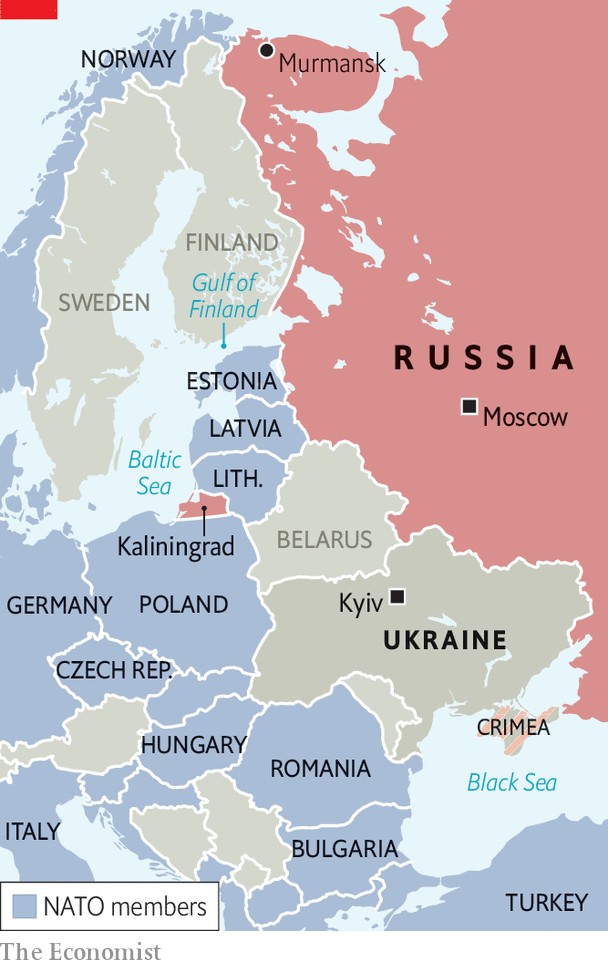 NORWAY
Murmansk
FINLAND
Gulf of
Finland
SWEDEN
RUSSIA
ESTONIA
Moscow
LATVIA
Baltic
Sea
LITH.
Kaliningrad
BELARUS
GERMANY
POLAND
Kyiv
UKRAINE
CZECH REP.
CRIMEA
HUNGARY
ROMANIA
Black Sea
ITALY
BULGARIA
NATO members
TURKEY
The Economist